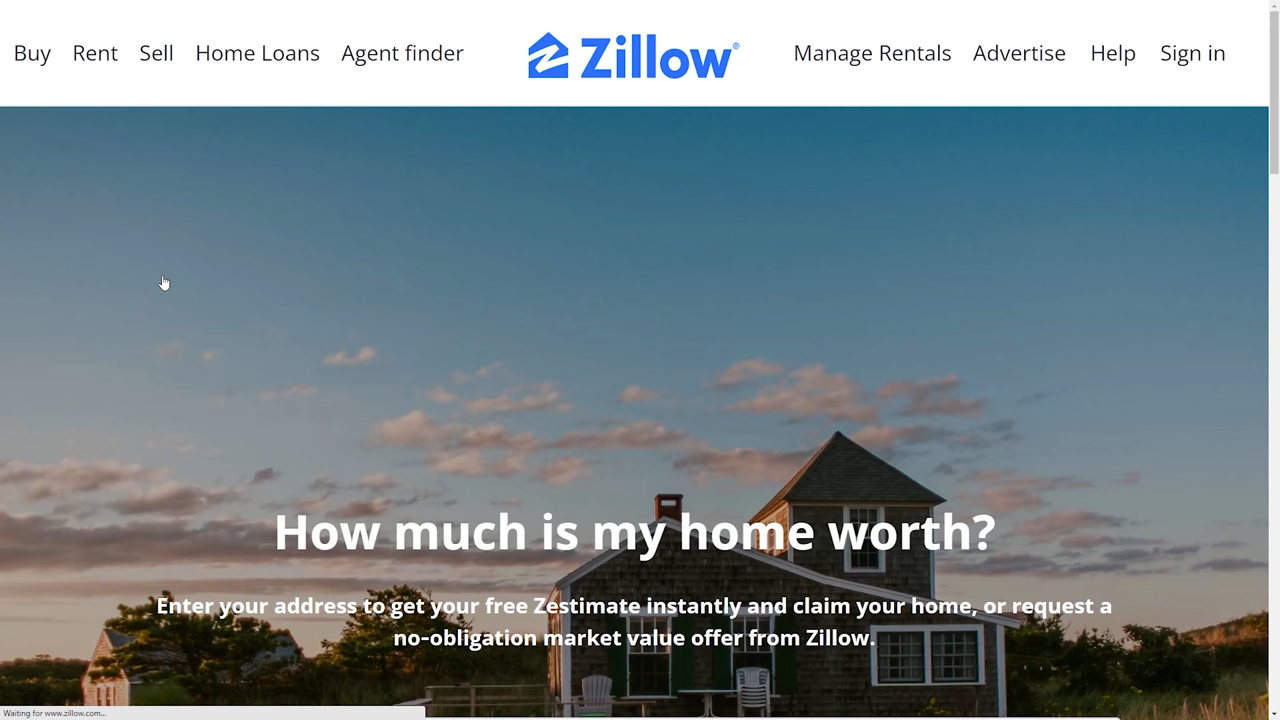 Buy Rent Sell Home Loans Agent finder Zillow® Manage Rentals Advertise Help Sign in
How much is my home worth?
Enter your address to get your free Zestimate instantly and claim your home, or request a
no-obligation market value offer from Zillow.
Waiting for www.zillow.com...